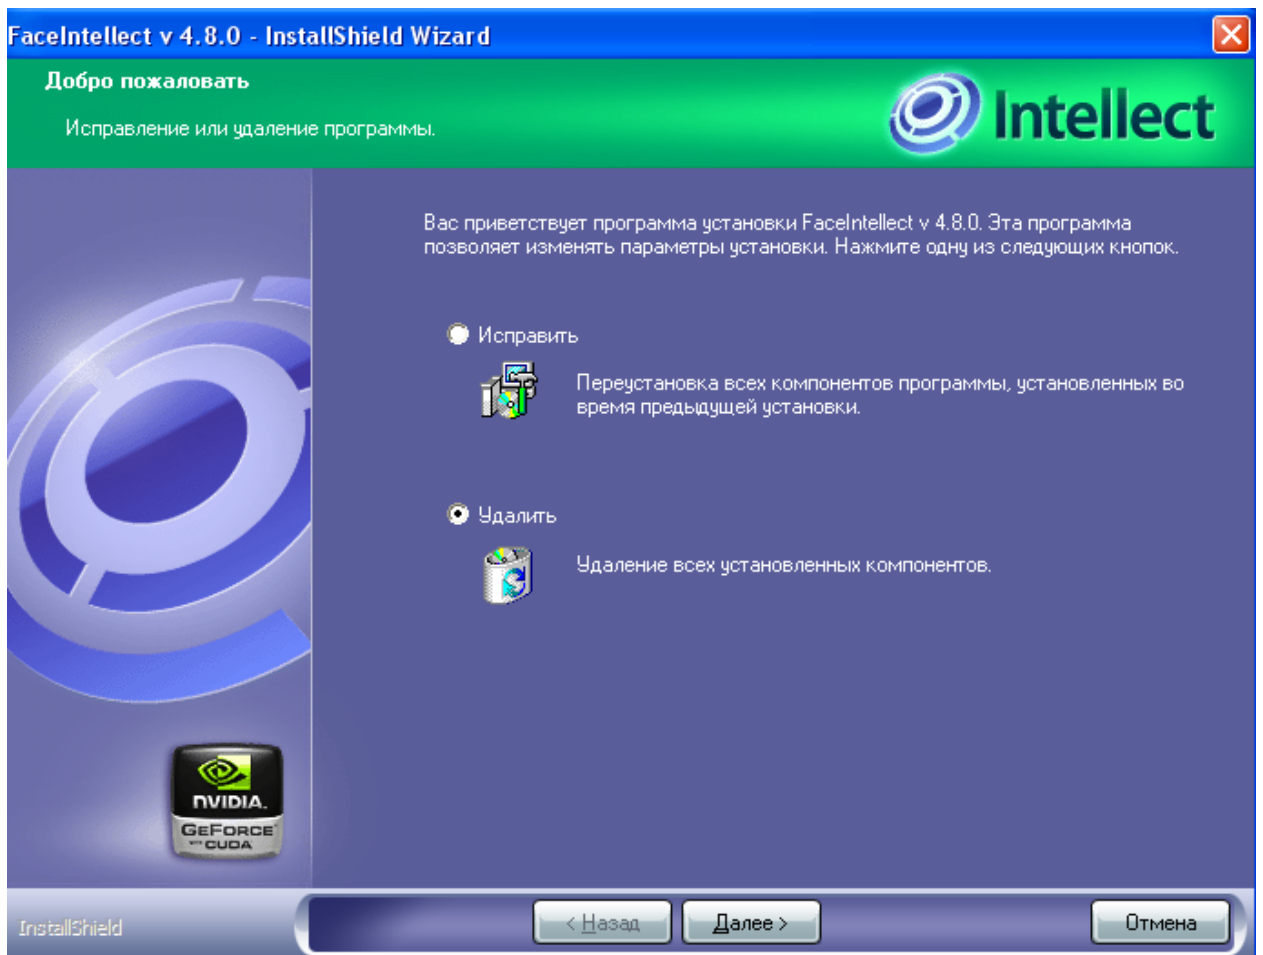 FaceIntellect v 4.8.0 - InstallShield Wizard
Добро пожаловать
Исправление или удаление программы.
Intellect
Вас приветствует программа установки FaceIntellect v 4.8.0. Эта программа
позволяет изменять параметры установки. Нажмите одну из следующих кнопок.
Исправить
Переустановка всех компонентов программы, установленных во
время предыдущей установки.
Удалить
Удаление всех установленных компонентов.
NVIDIA.
GEFORCE
WITH CUDA
InstallShield
< Назад
Далее >
Отмена